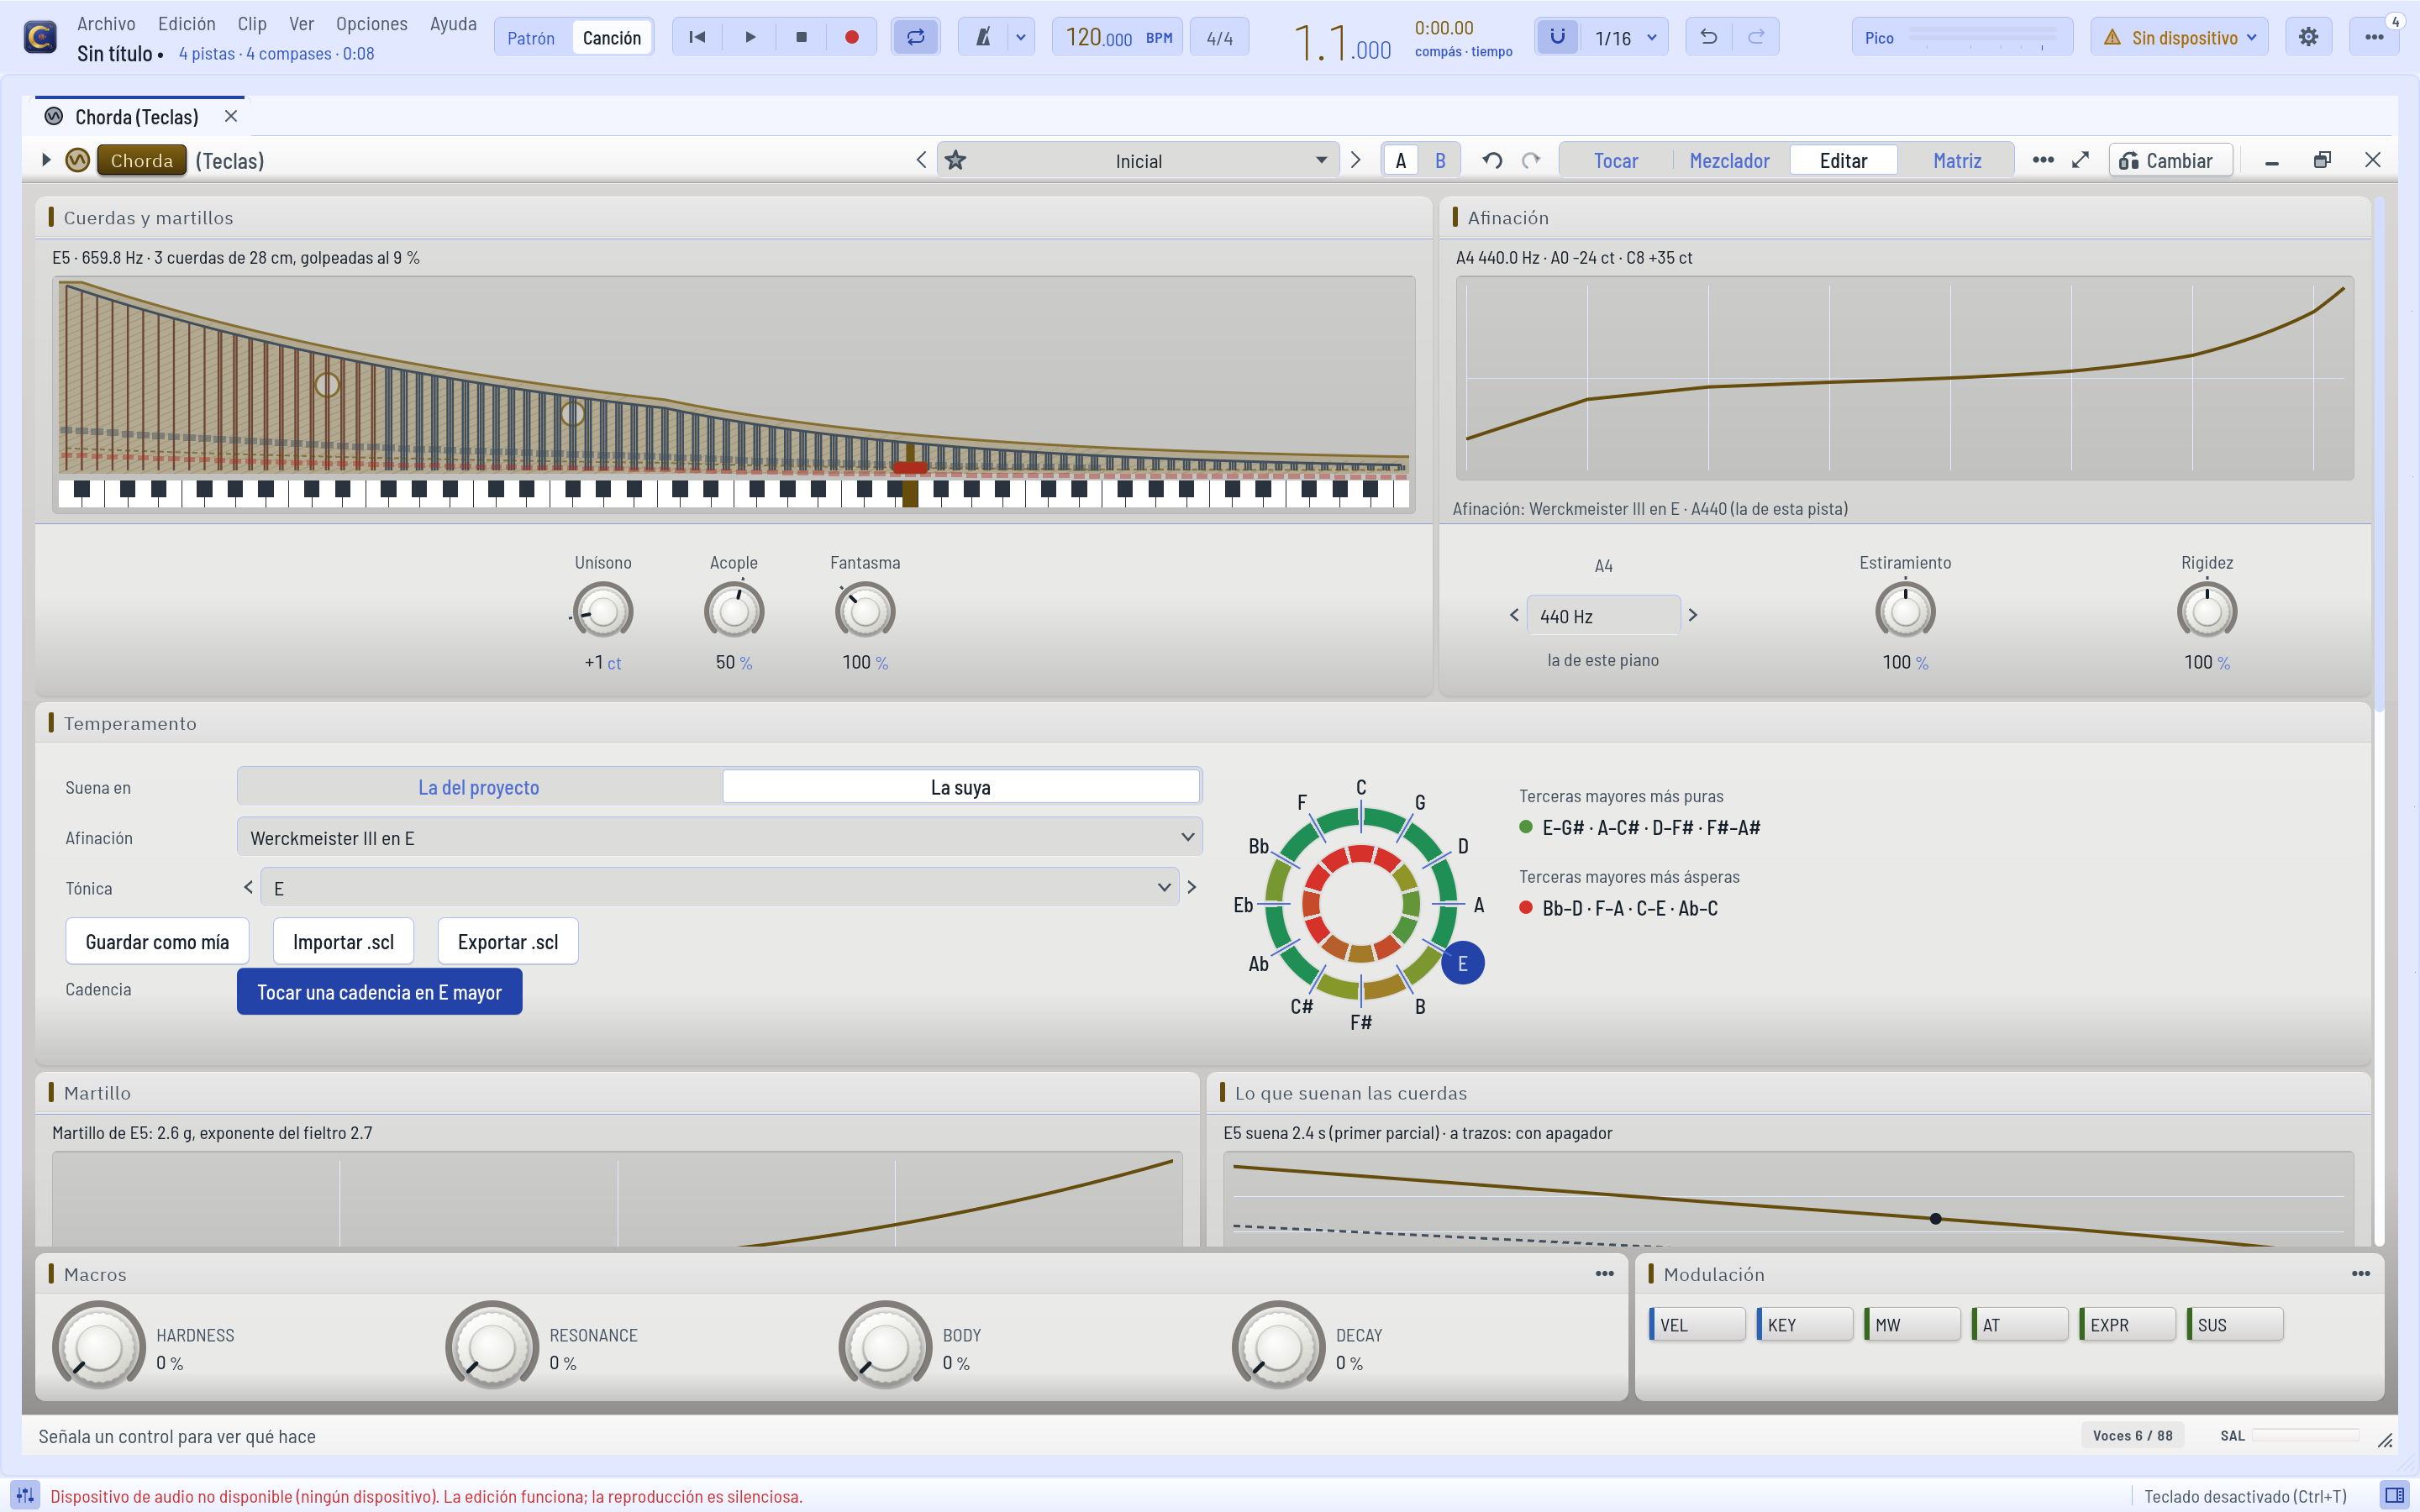 Archivo Edición Clip Ver Opciones Ayuda
Sin título • 4 pistas · 4 compases · 0:08
Patrón Canción
120.000 BPM 4/4
1.1.000
0:00.00
compás · tiempo
1/16
Pico
Sin dispositivo
4
Chorda (Teclas)
Chorda (Teclas)
Inicial
A B
Tocar Mezclador Editar Matriz
Cambiar
Cuerdas y martillos
E5 · 659.8 Hz · 3 cuerdas de 28 cm, golpeadas al 9 %
Unísono Acople Fantasma
+1 ct 50 % 100 %
Afinación
A4 440.0 Hz · A0 -24 ct · C8 +35 ct
Afinación: Werckmeister III en E · A440 (la de esta pista)
A4 Estiramiento Rigidez
440 Hz
la de este piano 100 % 100 %
Temperamento
Suena en La del proyecto La suya
Afinación Werckmeister III en E
Tónica E
Guardar como mía Importar .scl Exportar .scl
Cadencia Tocar una cadencia en E mayor
C
F G
Bb D
Eb A
Ab E
C# B
F#
Terceras mayores más puras
E–G# · A–C# · D–F# · F#–A#
Terceras mayores más ásperas
Bb–D · F–A · C–E · Ab–C
Martillo
Martillo de E5: 2.6 g, exponente del fieltro 2.7
Lo que suenan las cuerdas
E5 suena 2.4 s (primer parcial) · a trazos: con apagador
Macros
HARDNESS
0 %
RESONANCE
0 %
BODY
0 %
DECAY
0 %
Modulación
VEL KEY MW AT EXPR SUS
Señala un control para ver qué hace
Voces 6 / 88 SAL
Dispositivo de audio no disponible (ningún dispositivo). La edición funciona; la reproducción es silenciosa.
Teclado desactivado (Ctrl+T)